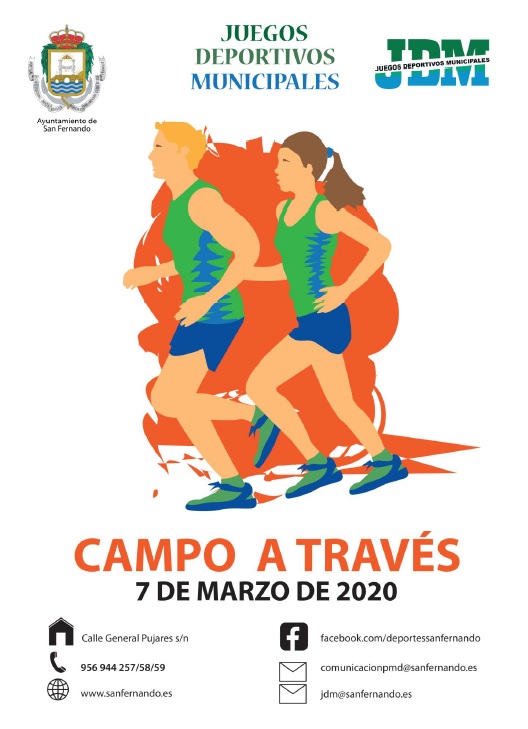 JUEGOS
DEPORTIVOS
MUNICIPALES
JDM
JUEGOS DEPORTIVOS MUNICIPALES
Ayuntamiento de
San Fernando
CAMPO A TRAVÉS
7 DE MARZO DE 2020
Calle General Pujares s/n
956 944 257/58/59
www.sanfernando.es
facebook.com/deportessanfernando
comunicacionpmd@sanfernando.es
jdm@sanfernando.es